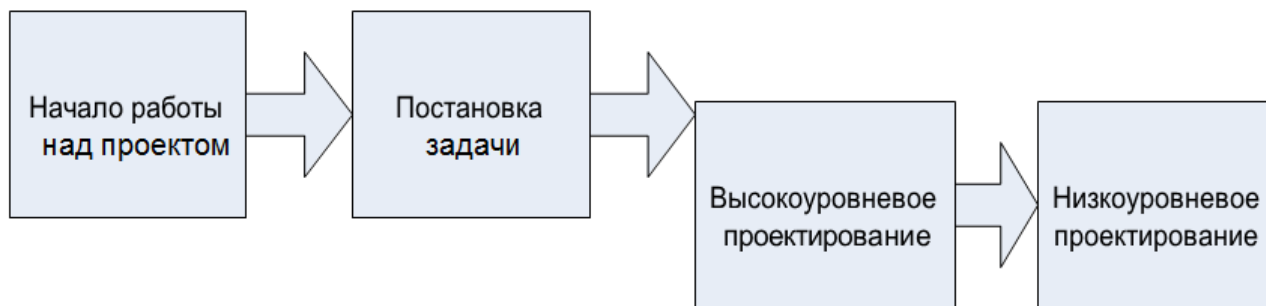 Начало работы
над проектом
Постановка
задачи
Высокоуровневое
проектирование
Низкоуровневое
проектирование